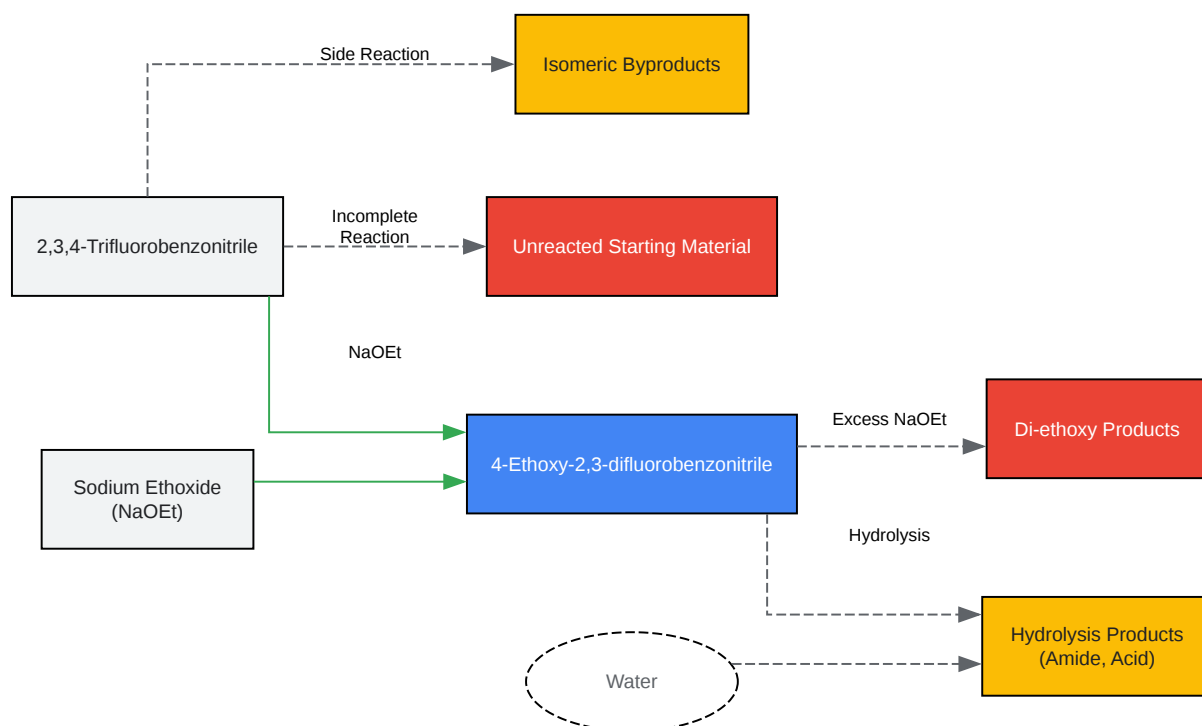 Side Reaction
Isomeric Byproducts
2,3,4-Trifluorobenzonitrile
Incomplete
Reaction
Unreacted Starting Material
NaOEt
Sodium Ethoxide
(NaOEt)
4-Ethoxy-2,3-difluorobenzonitrile
Excess NaOEt
Di-ethoxy Products
Hydrolysis
Water
Hydrolysis Products
(Amide, Acid)